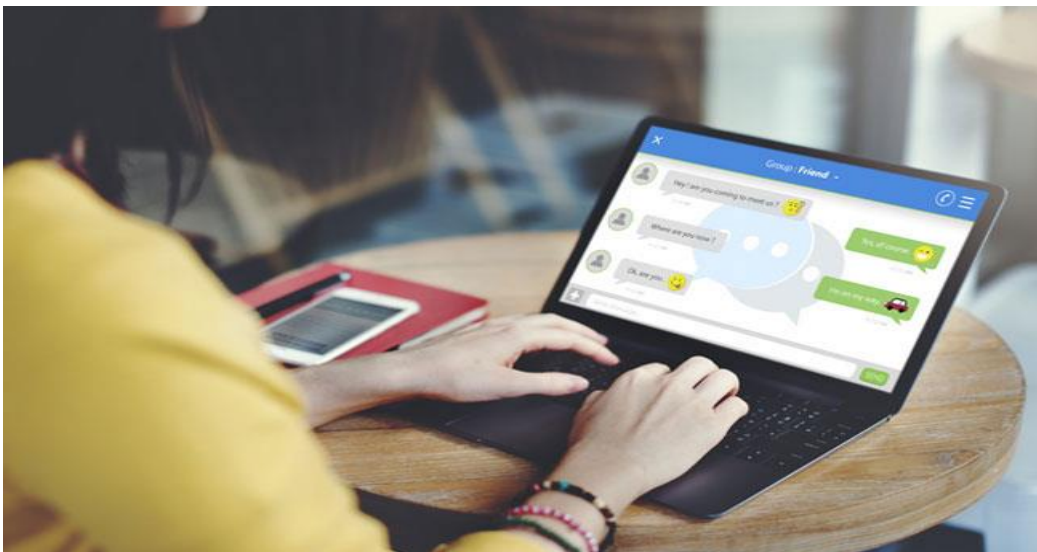 Group : Friend
Hey ! are you coming to meet us ?
Yes, of course
Where are you now ?
I'm on my way
Ok, are you
SEND